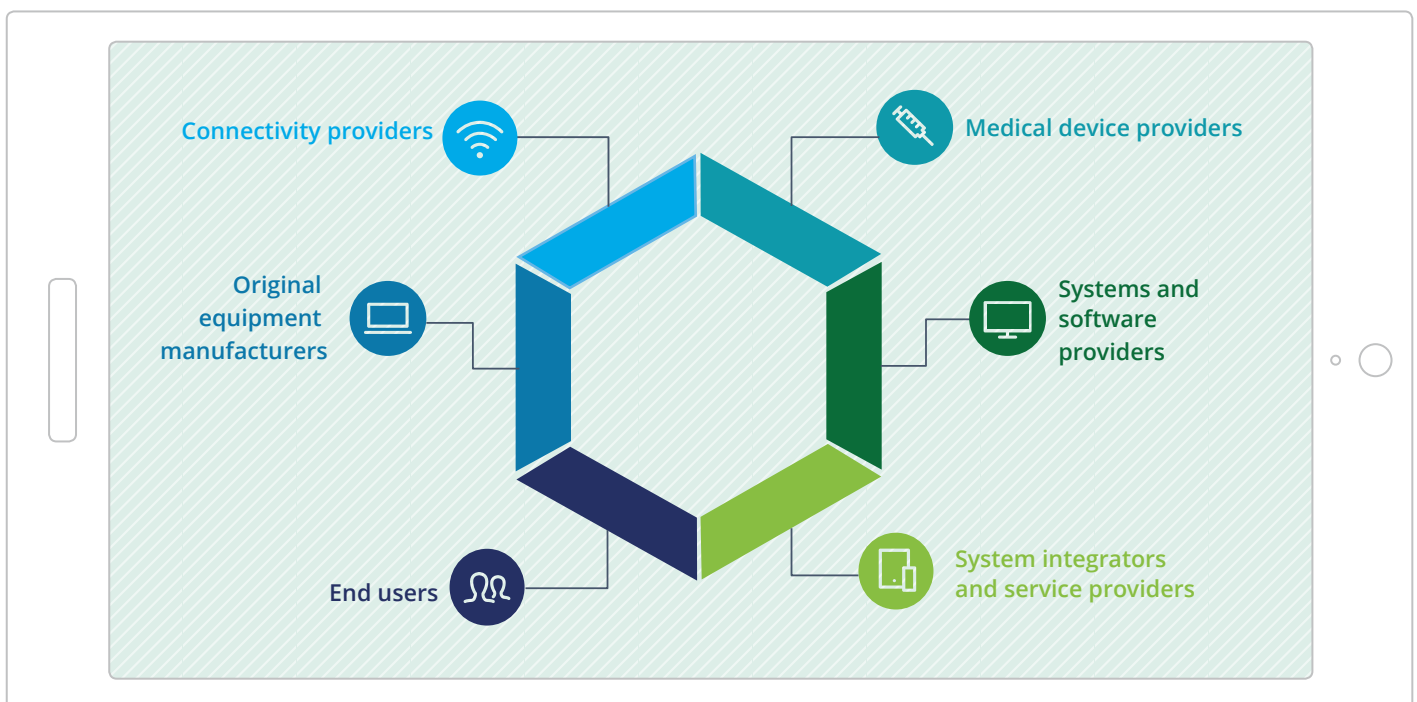 Connectivity providers
Medical device providers
Original
equipment
manufacturers
Systems and
software
providers
End users
System integrators
and service providers